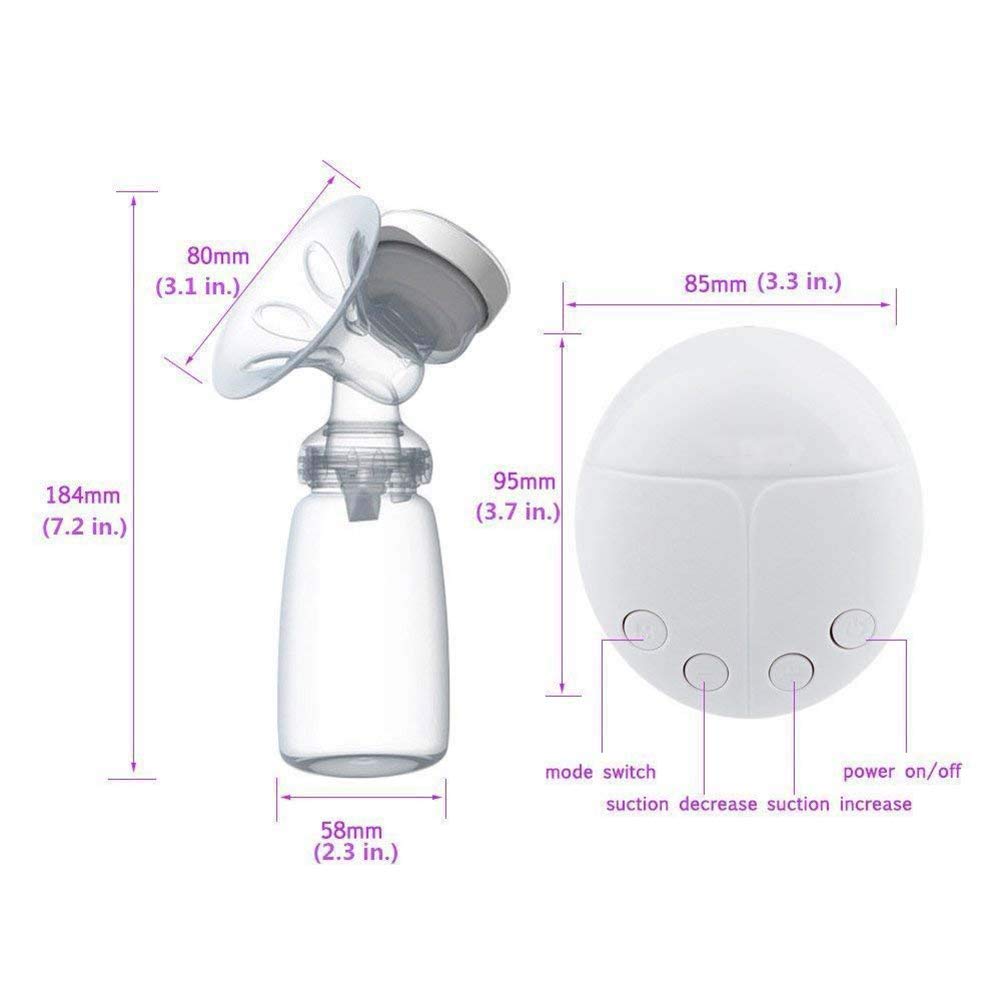 80mm
(3.1 in.)
184mm
(7.2 in.)
58mm
(2.3 in.)
85mm (3.3 in.)
95mm
(3.7 in.)
mode switch
power on/off
suction decrease
suction increase